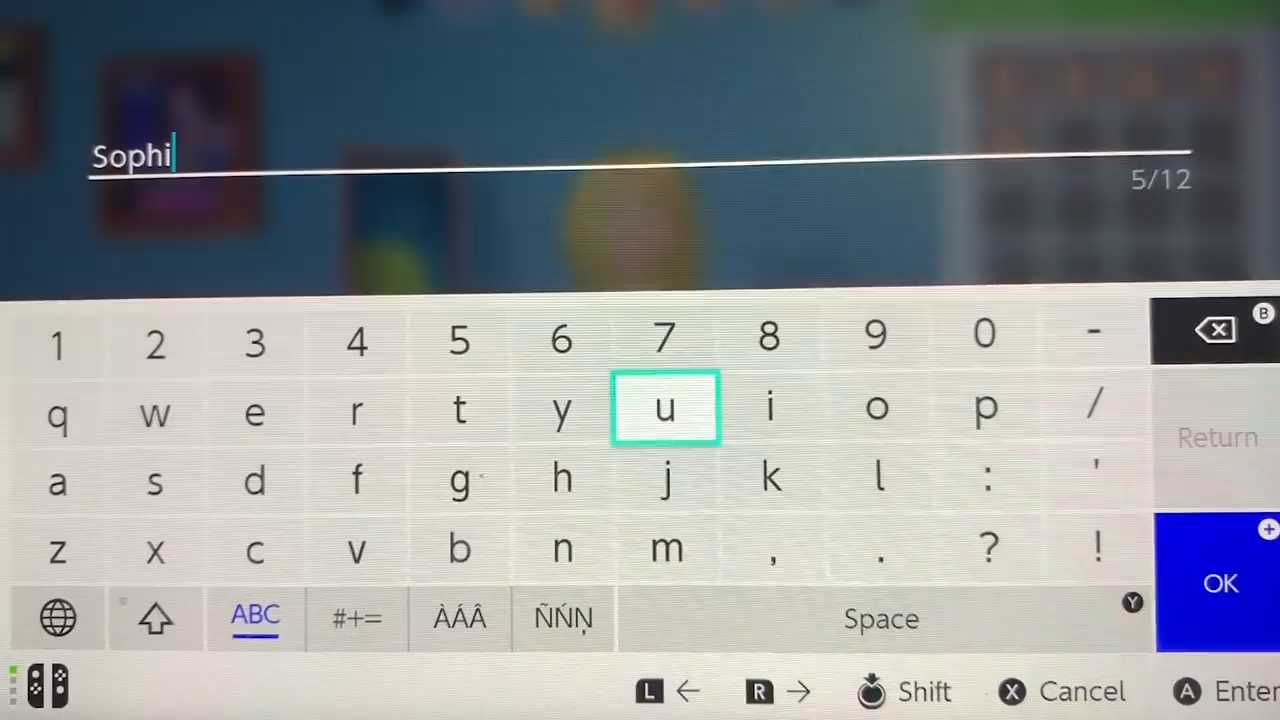 Sophi
5/12
1 2 3 4 5 6 7 8 9 0 - B
q w e r t y u i o p /
Return
a s d f g h j k l : '
z x c v b n m , . ? ! +
OK
ABC #+= ÀÁÂ ÑŃŅ Space Y
L ← R → Shift X Cancel A Enter